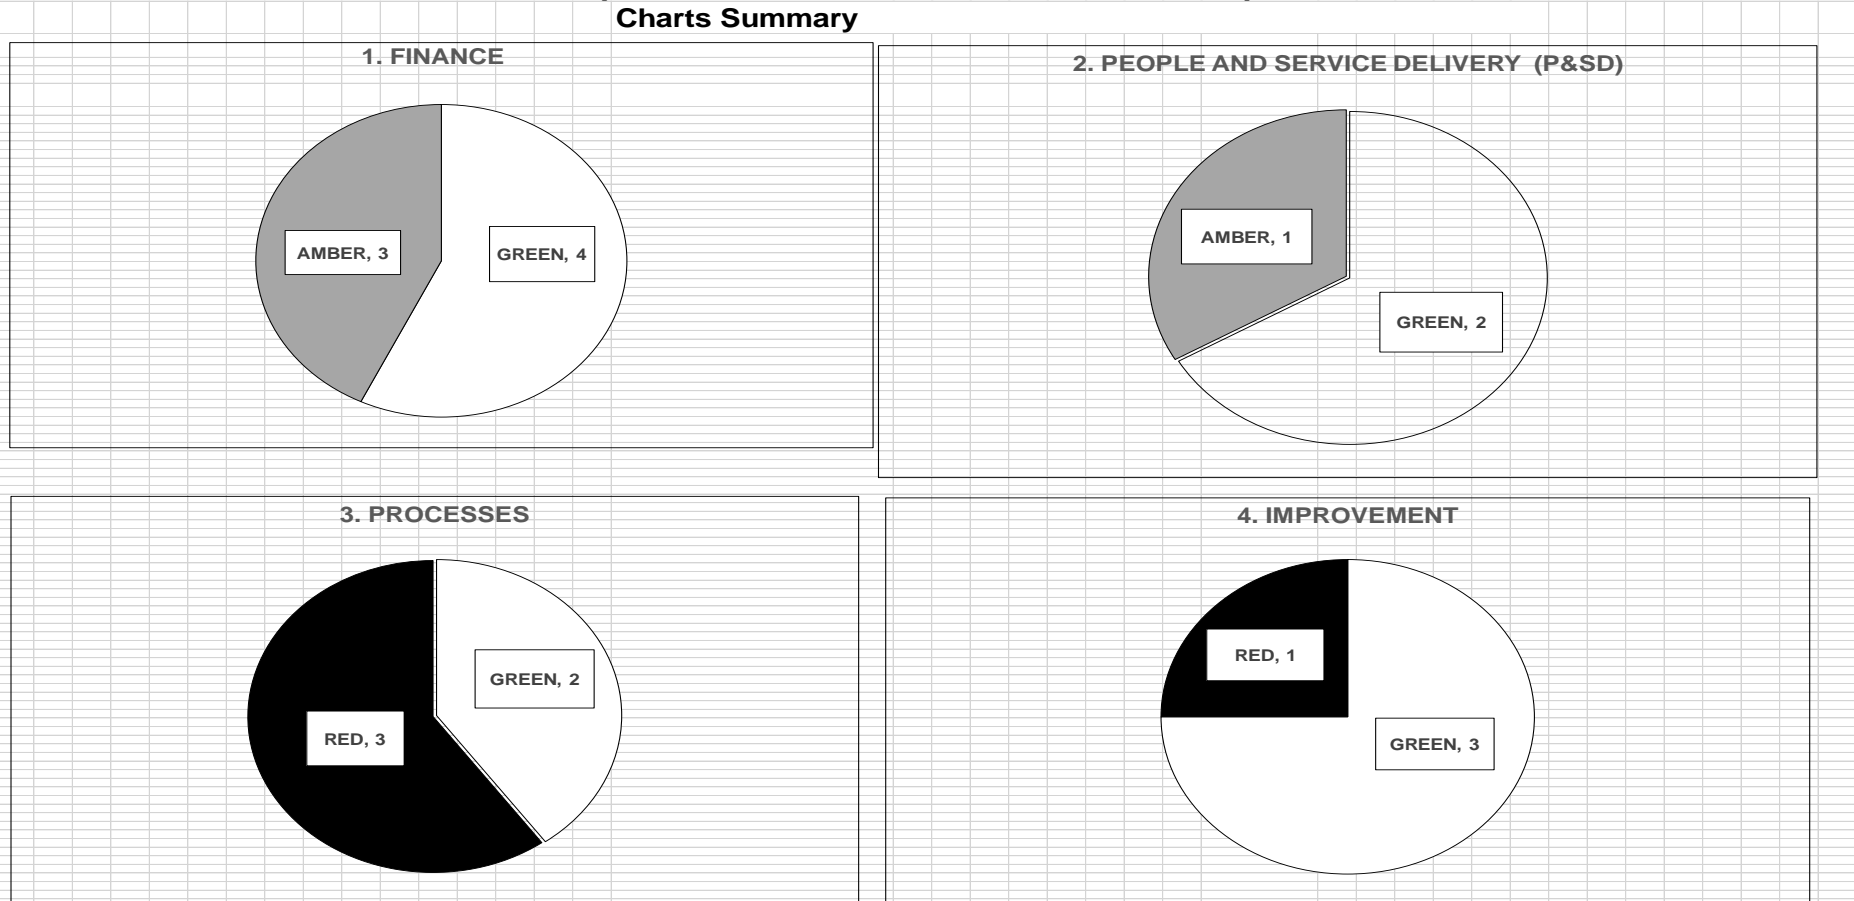 Charts Summary
1. FINANCE
AMBER, 3
GREEN, 4
2. PEOPLE AND SERVICE DELIVERY (P&SD)
AMBER, 1
GREEN, 2
3. PROCESSES
GREEN, 2
RED, 3
4. IMPROVEMENT
RED, 1
GREEN, 3